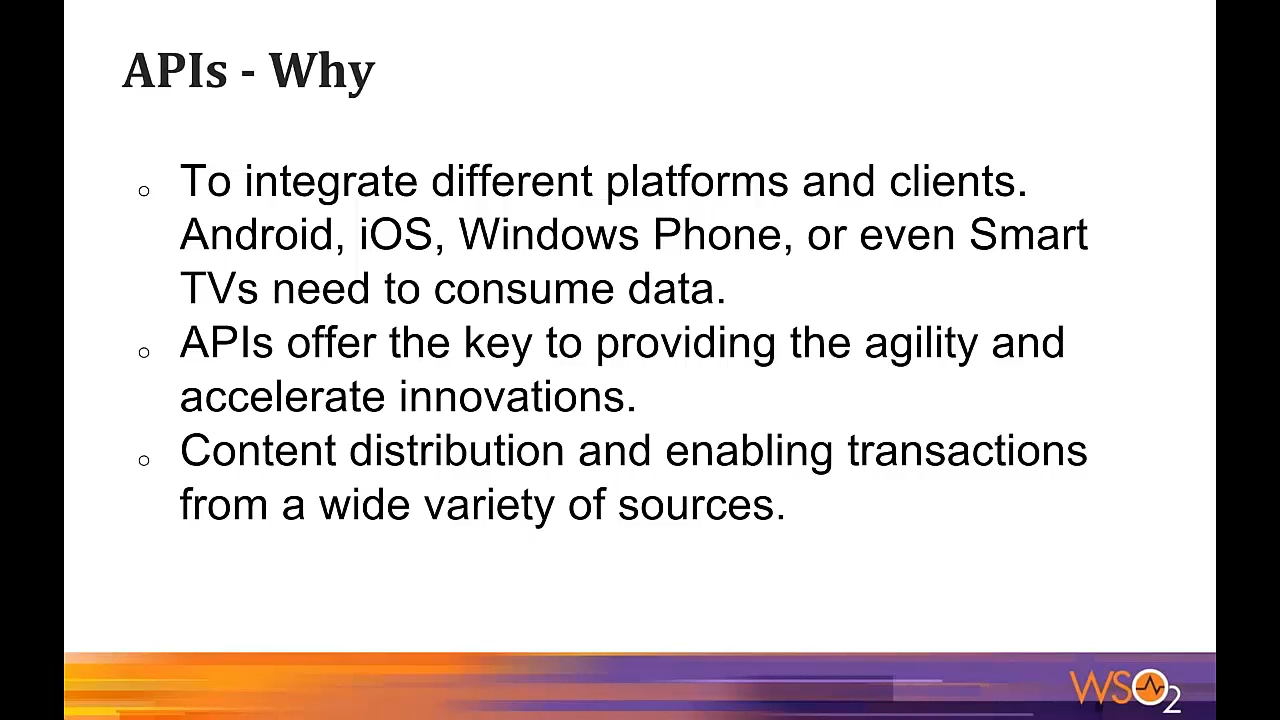 APIs - Why
To integrate different platforms and clients.
Android, iOS, Windows Phone, or even Smart
TVs need to consume data.
APIs offer the key to providing the agility and
accelerate innovations.
Content distribution and enabling transactions
from a wide variety of sources.
WSO2